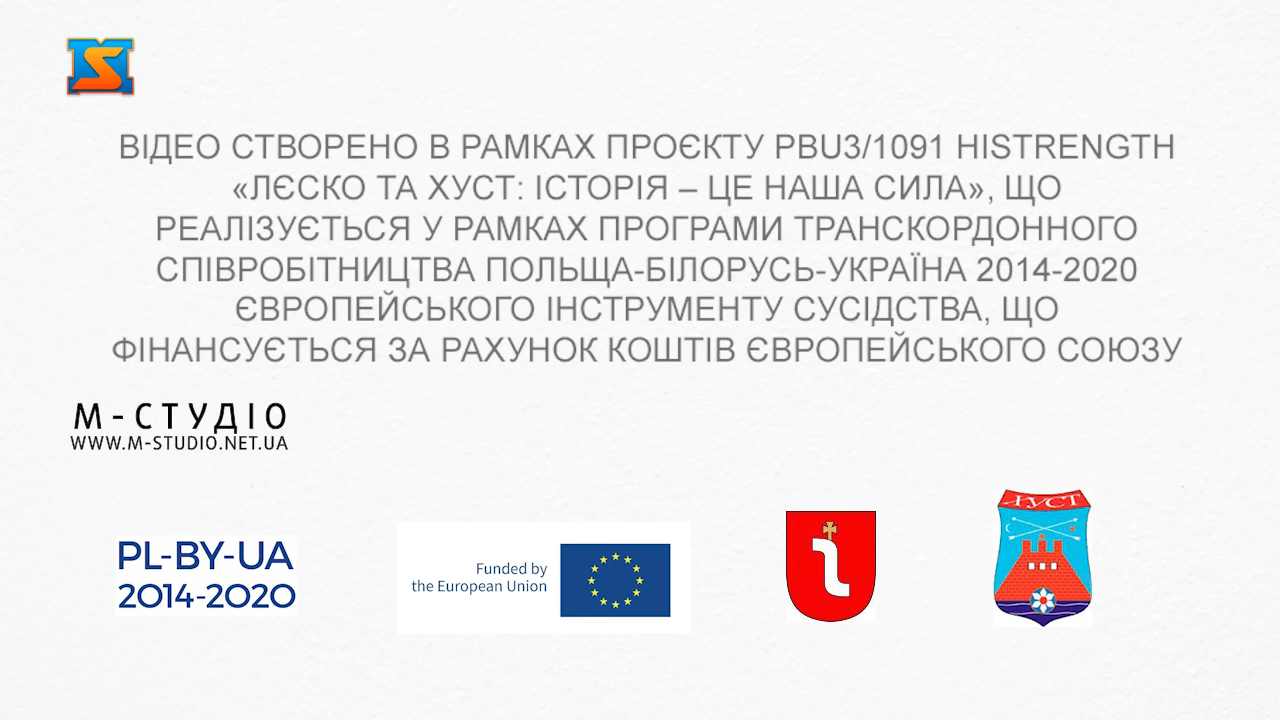 ВІДЕО СТВОРЕНО В РАМКАХ ПРОЄКТУ PBU3/1091 HISTRENGTH
«ЛЄСКО ТА ХУСТ: ІСТОРІЯ – ЦЕ НАША СИЛА», ЩО
РЕАЛІЗУЄТЬСЯ У РАМКАХ ПРОГРАМИ ТРАНСКОРДОННОГО
СПІВРОБІТНИЦТВА ПОЛЬЩА-БІЛОРУСЬ-УКРАЇНА 2014-2020
ЄВРОПЕЙСЬКОГО ІНСТРУМЕНТУ СУСІДСТВА, ЩО
ФІНАНСУЄТЬСЯ ЗА РАХУНОК КОШТІВ ЄВРОПЕЙСЬКОГО СОЮЗУ
М-СТУДІО
WWW.M-STUDIO.NET.UA
PL-BY-UA
2014-2020
Funded by
the European Union
ХУСТ